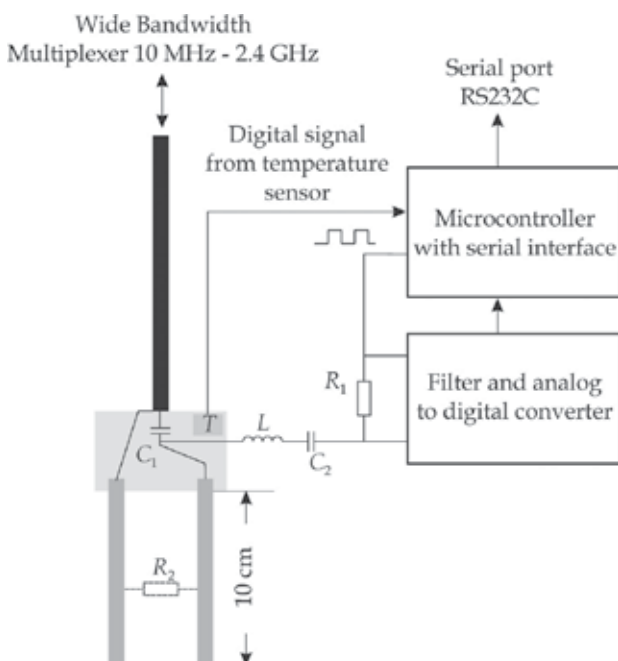 Wide Bandwidth
Multiplexer 10 MHz - 2.4 GHz
Serial port
RS232C
Digital signal
from temperature
sensor
Microcontroller
with serial interface
R1
Filter and analog
to digital converter
T
L
C1
C2
R2
10 cm